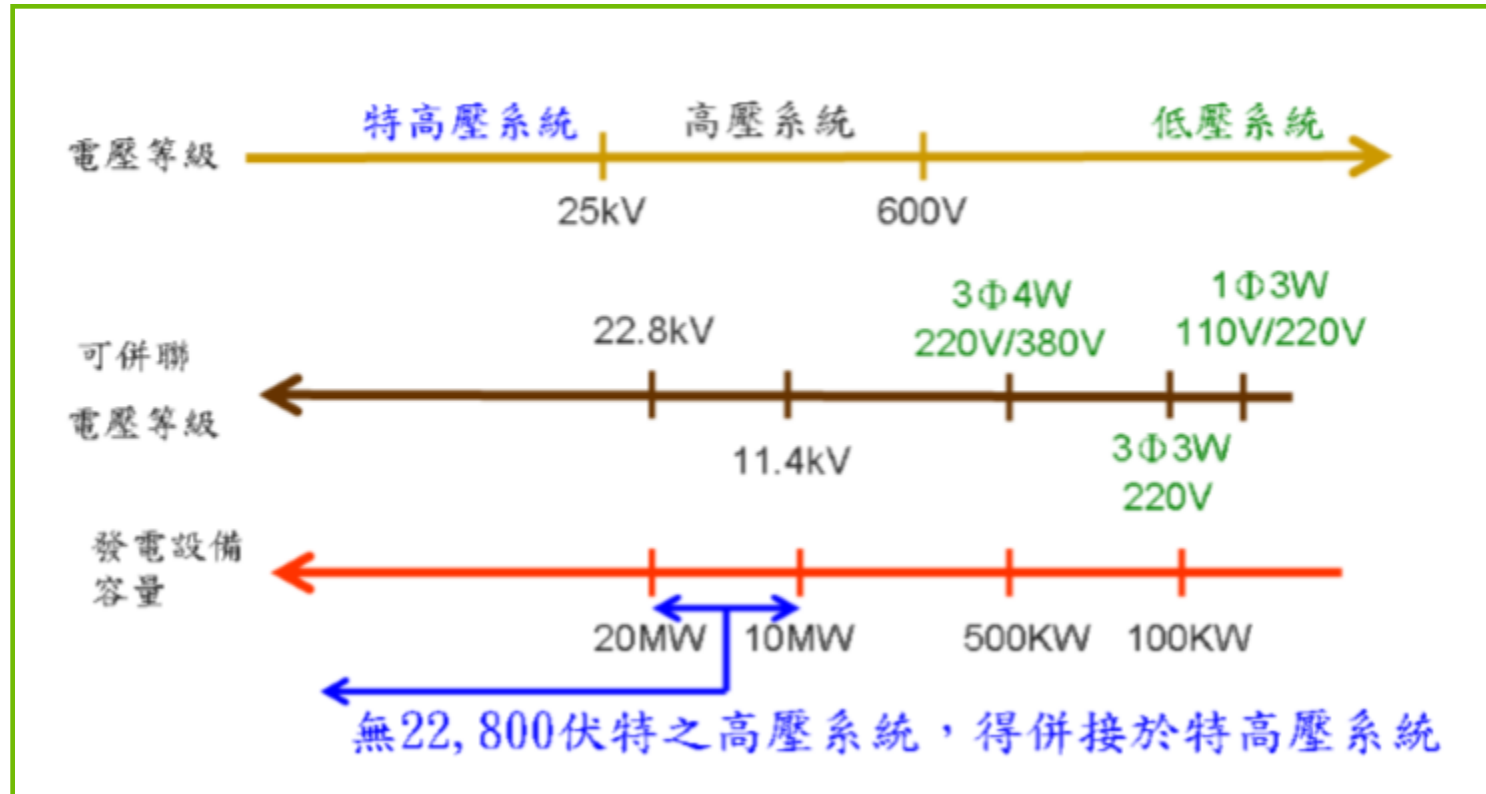 特高壓系統 高壓系統 低壓系統
電壓等級
25kV 600V
3Φ4W 1Φ3W
22.8kV 220V/380V 110V/220V
可併聯
電壓等級
11.4kV 3Φ3W
220V
發電設備
容量
20MW 10MW 500KW 100KW
無22,800伏特之高壓系統，得併接於特高壓系統